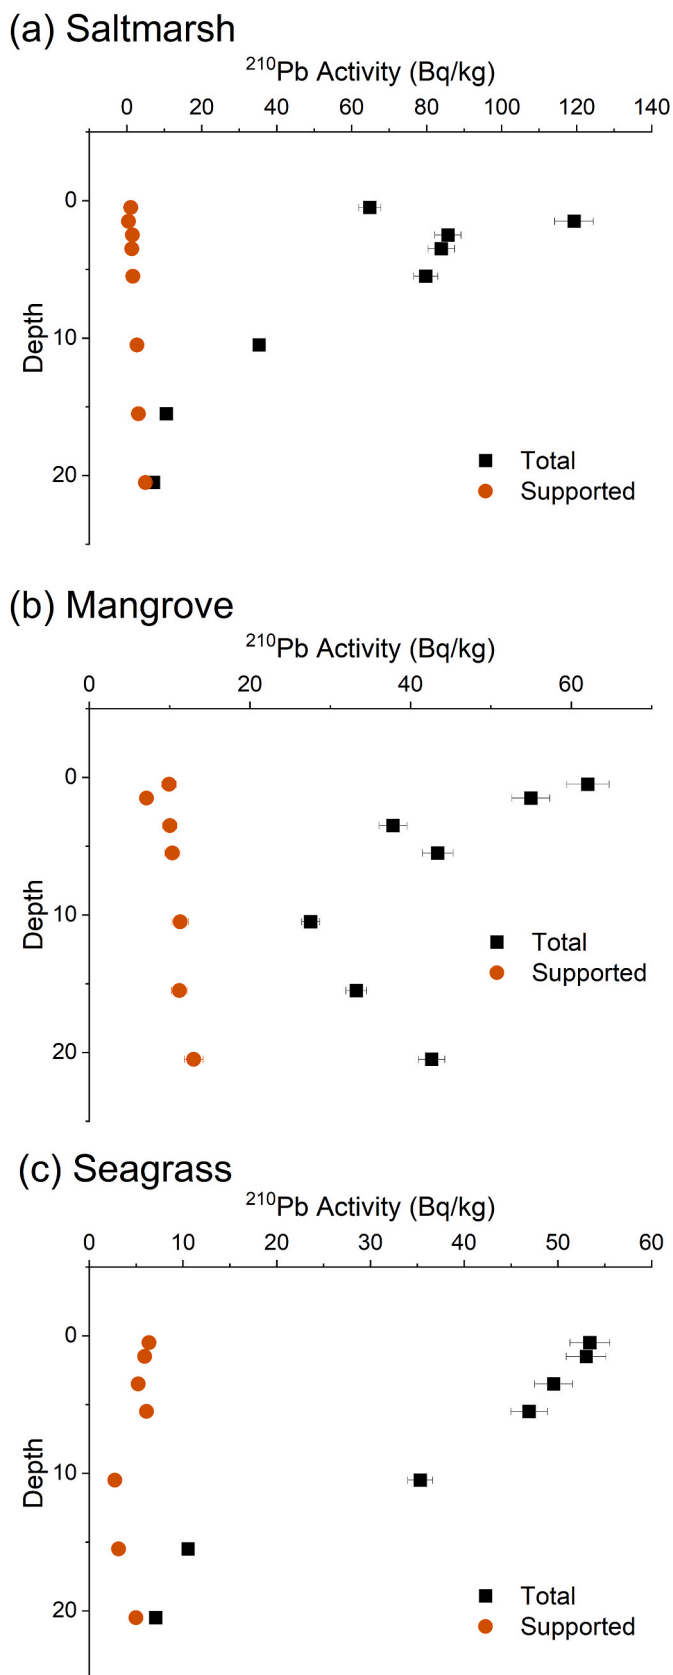 (a) Saltmarsh
²¹⁰Pb Activity (Bq/kg)
0 20 40 60 80 100 120 140
0
Depth
10
20
Total
Supported
(b) Mangrove
²¹⁰Pb Activity (Bq/kg)
0 20 40 60
0
Depth
10
20
Total
Supported
(c) Seagrass
²¹⁰Pb Activity (Bq/kg)
0 10 20 30 40 50 60
0
Depth
10
20
Total
Supported